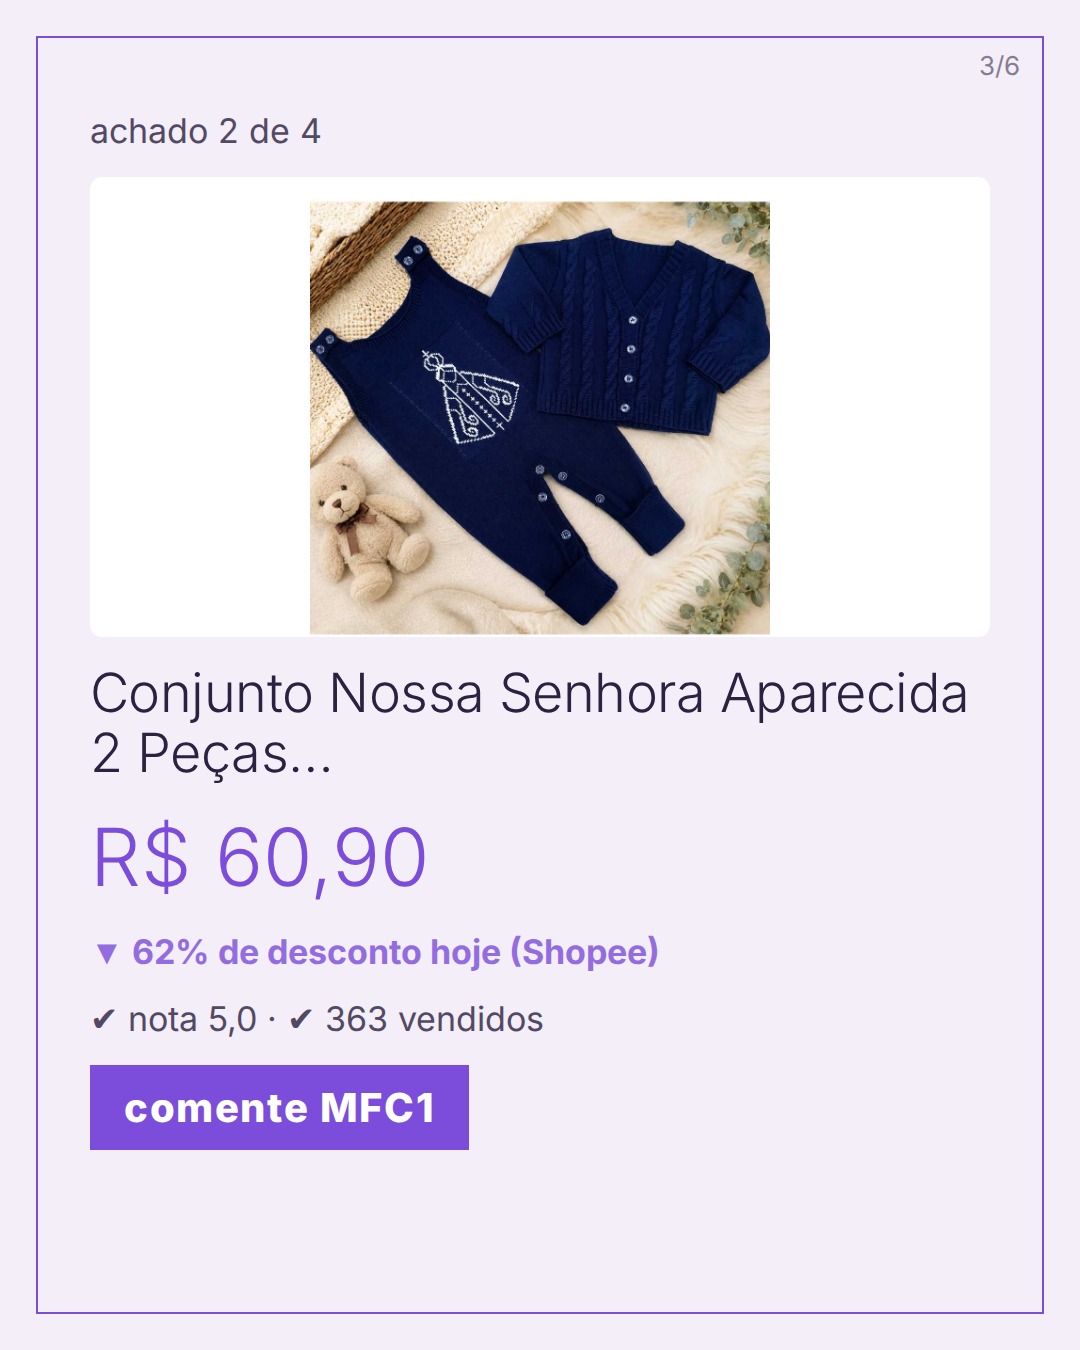 3/6
achado 2 de 4
Conjunto Nossa Senhora Aparecida
2 Peças...
R$ 60,90
▼ 62% de desconto hoje (Shopee)
✔ nota 5,0 · ✔ 363 vendidos
comente MFC1